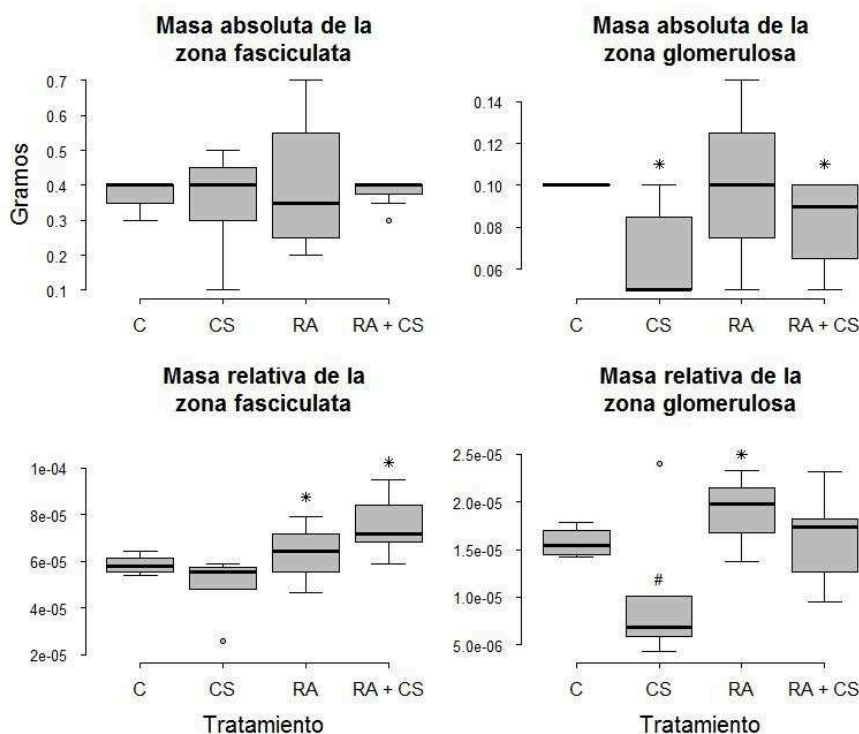 Masa absoluta de la
zona fasciculata
Gramos
0.7
0.6
0.5
0.4
0.3
0.2
0.1
C CS RA RA + CS
Masa absoluta de la
zona glomerulosa
0.14
0.12
0.10
0.08
0.06
*
*
C CS RA RA + CS
Masa relativa de la
zona fasciculata
1e-04
8e-05
6e-05
4e-05
2e-05
*
*
C CS RA RA + CS
Tratamiento
Masa relativa de la
zona glomerulosa
2.5e-05
2.0e-05
1.5e-05
1.0e-05
5.0e-06
*
#
C CS RA RA + CS
Tratamiento